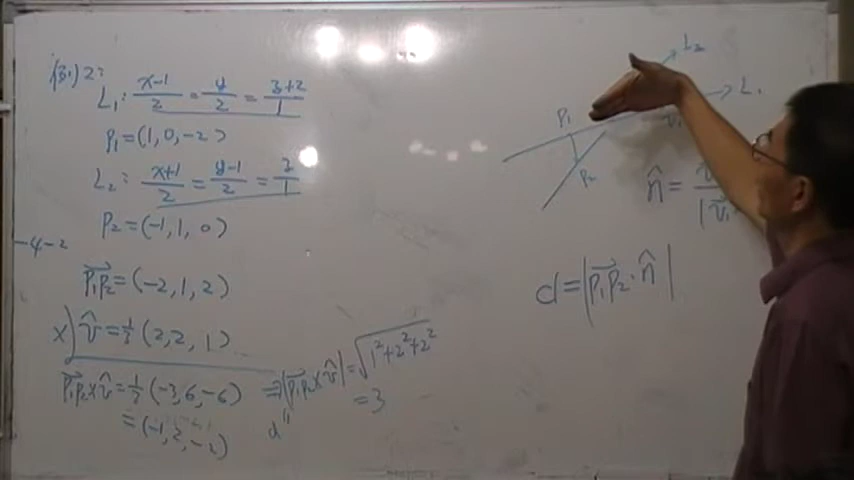 (例) 2:
L₁: (x-1)/2 = y/2 = (z+2)/1
P₁=(1,0,-2)
L₂: (x+1)/2 = (y-1)/2 = z/1
P₂=(-1,1,0)
-4-2
P₁P₂=(-2,1,2)
×) v̂=1/3(2,2,1)
P₁P₂×v̂=1/3(-3,6,-6) ⇒|P₁P₂×v̂|=√(1²+2²+2²)
=(-1,2,-2) d" =3
L₂
L₁
P₁
v₁
P₂
n̂=
|v₁
d=|P₁P₂·n̂|